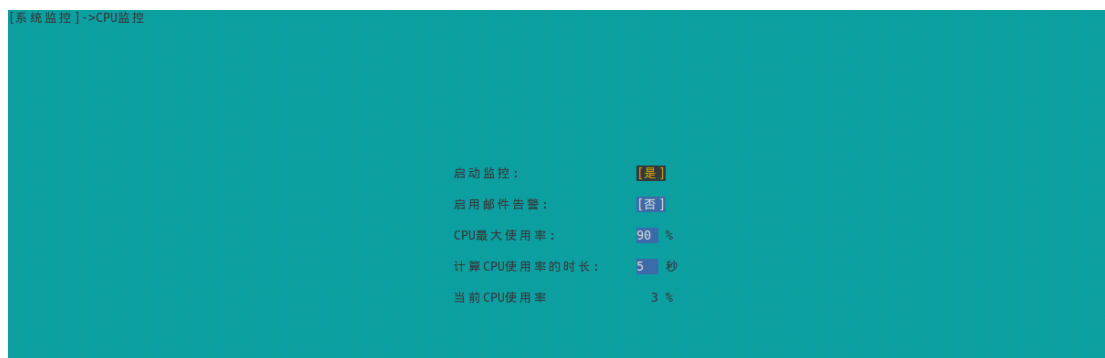 [系统监控]->CPU监控
启动监控: [是]
启用邮件告警: [否]
CPU最大使用率: 90 %
计算CPU使用率的时长: 5 秒
当前CPU使用率 3 %